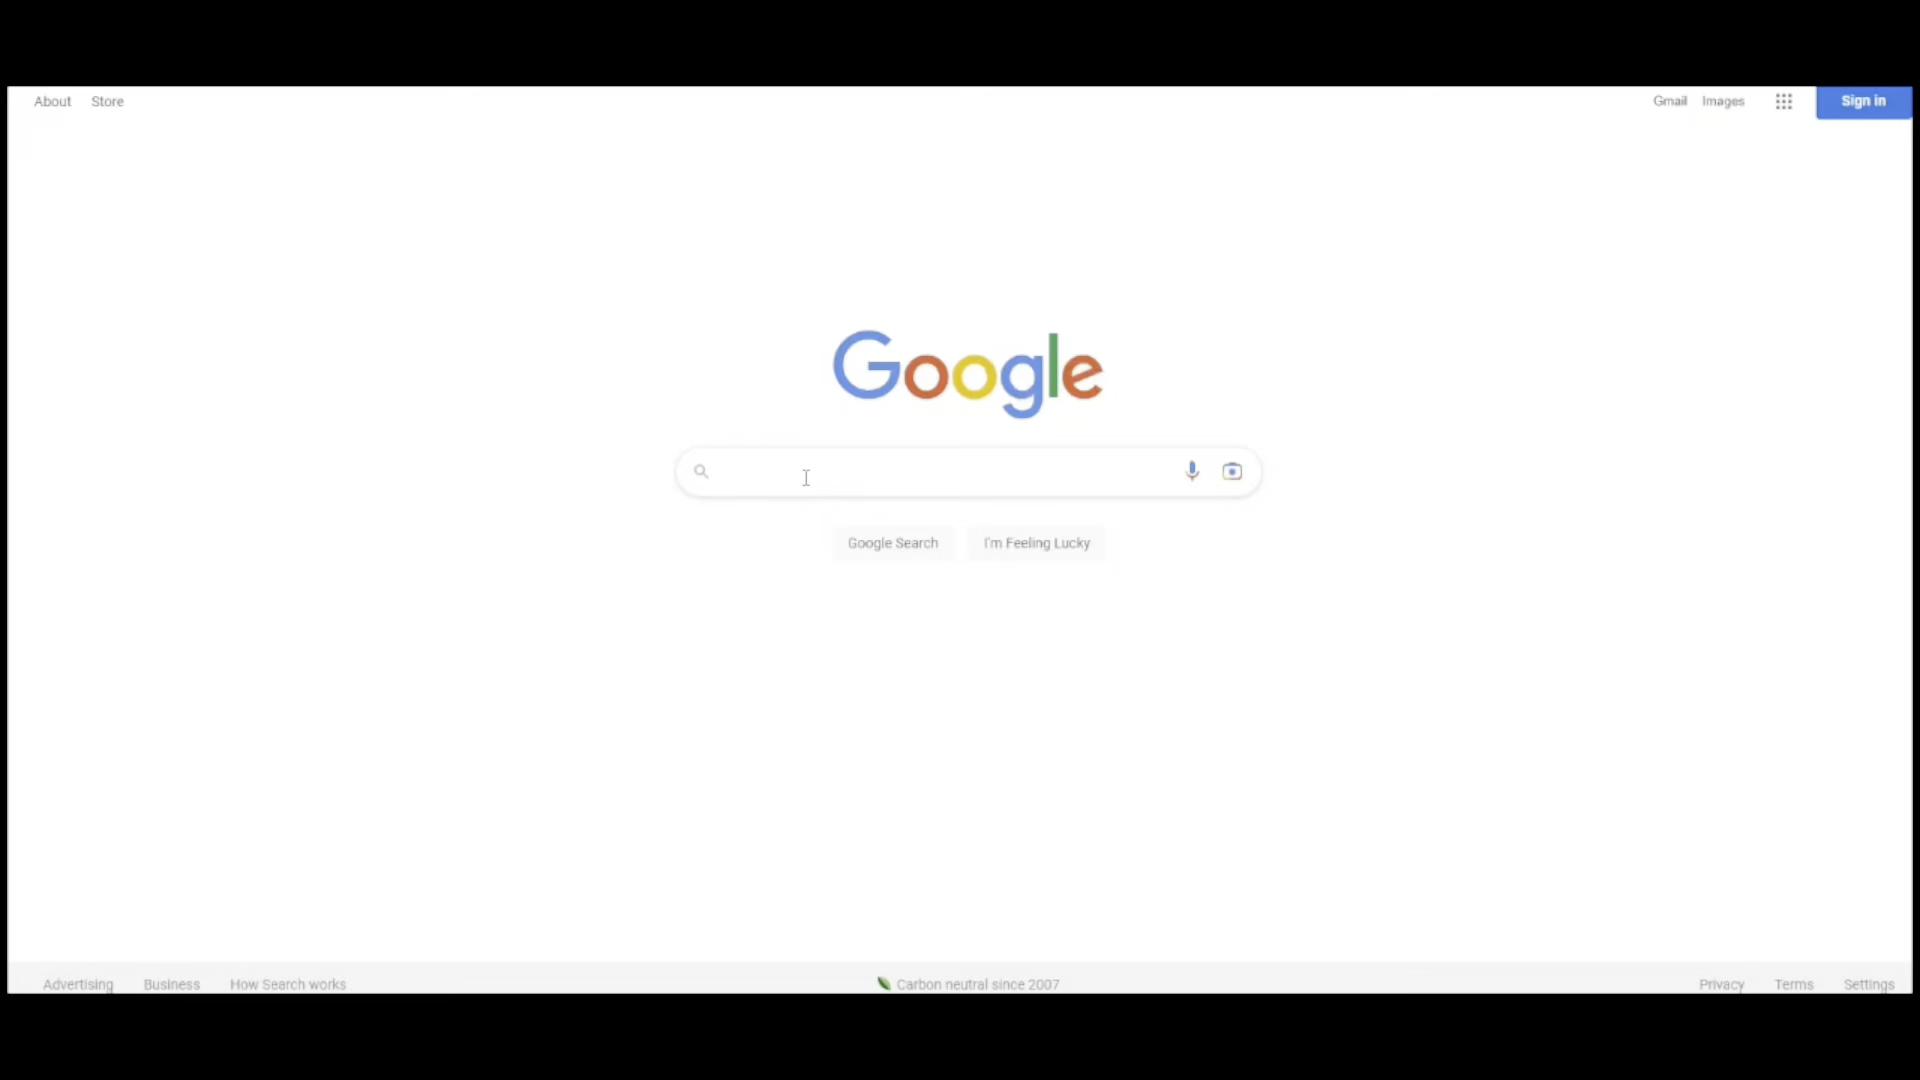 About Store
Gmail Images Sign in
Google
Google Search I'm Feeling Lucky
Advertising Business How Search works Carbon neutral since 2007 Privacy Terms Settings